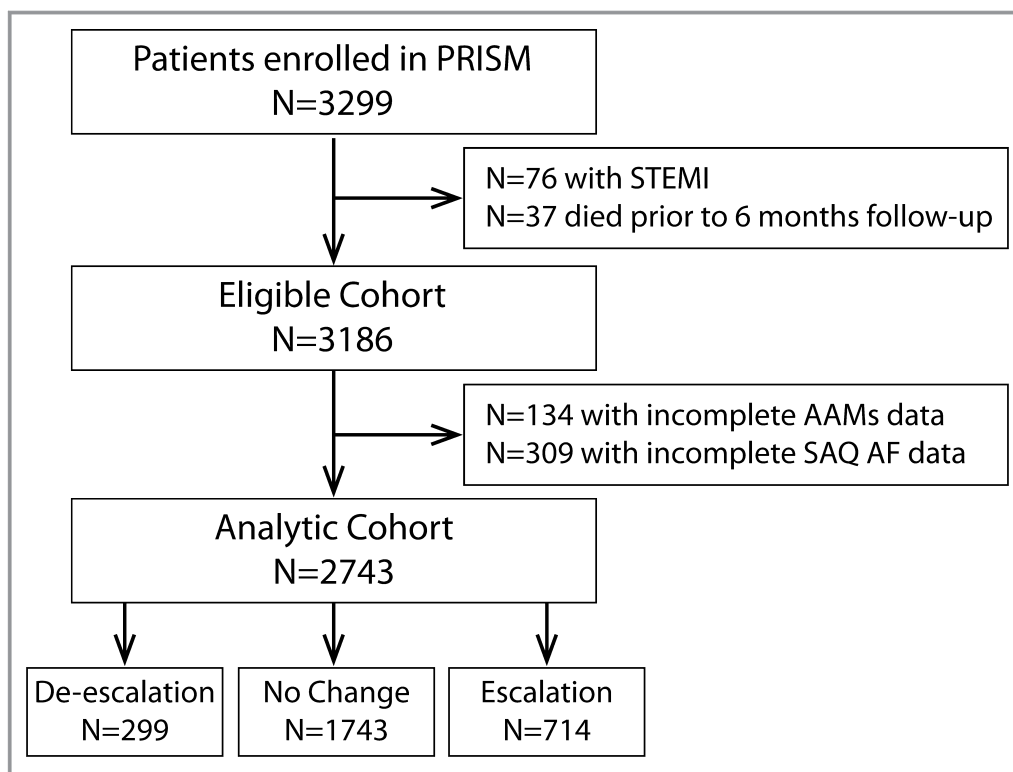 Patients enrolled in PRISM
N=3299
N=76 with STEMI
N=37 died prior to 6 months follow-up
Eligible Cohort
N=3186
N=134 with incomplete AAMs data
N=309 with incomplete SAQ AF data
Analytic Cohort
N=2743
De-escalation
N=299
No Change
N=1743
Escalation
N=714